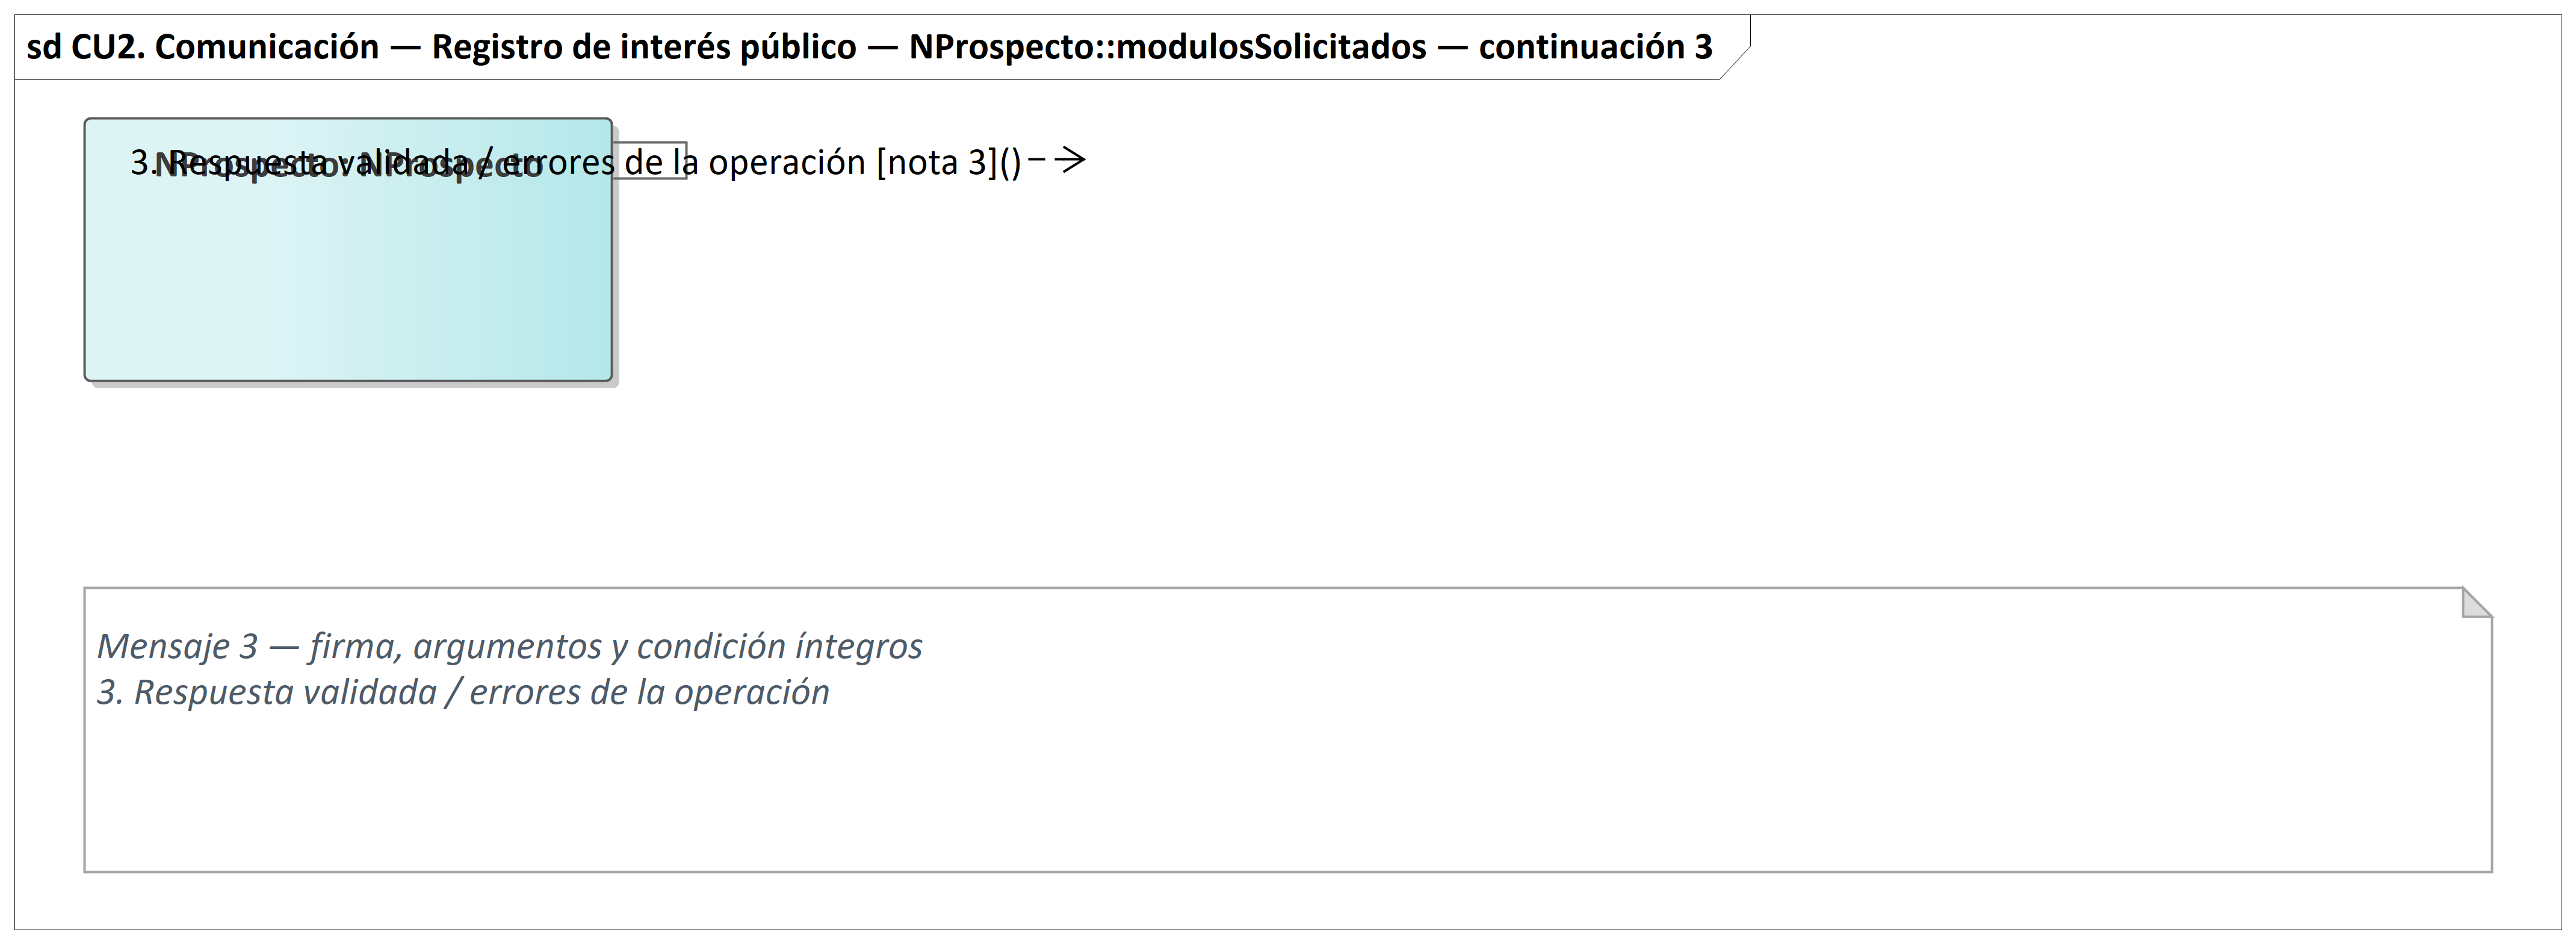 sd CU2. Comunicación — Registro de interés público — NProspecto::modulosSolicitados — continuación 3
NProspecto: NProspecto
3. Respuesta validada / errores de la operación [nota 3]()
Mensaje 3 — firma, argumentos y condición íntegros
3. Respuesta validada / errores de la operación